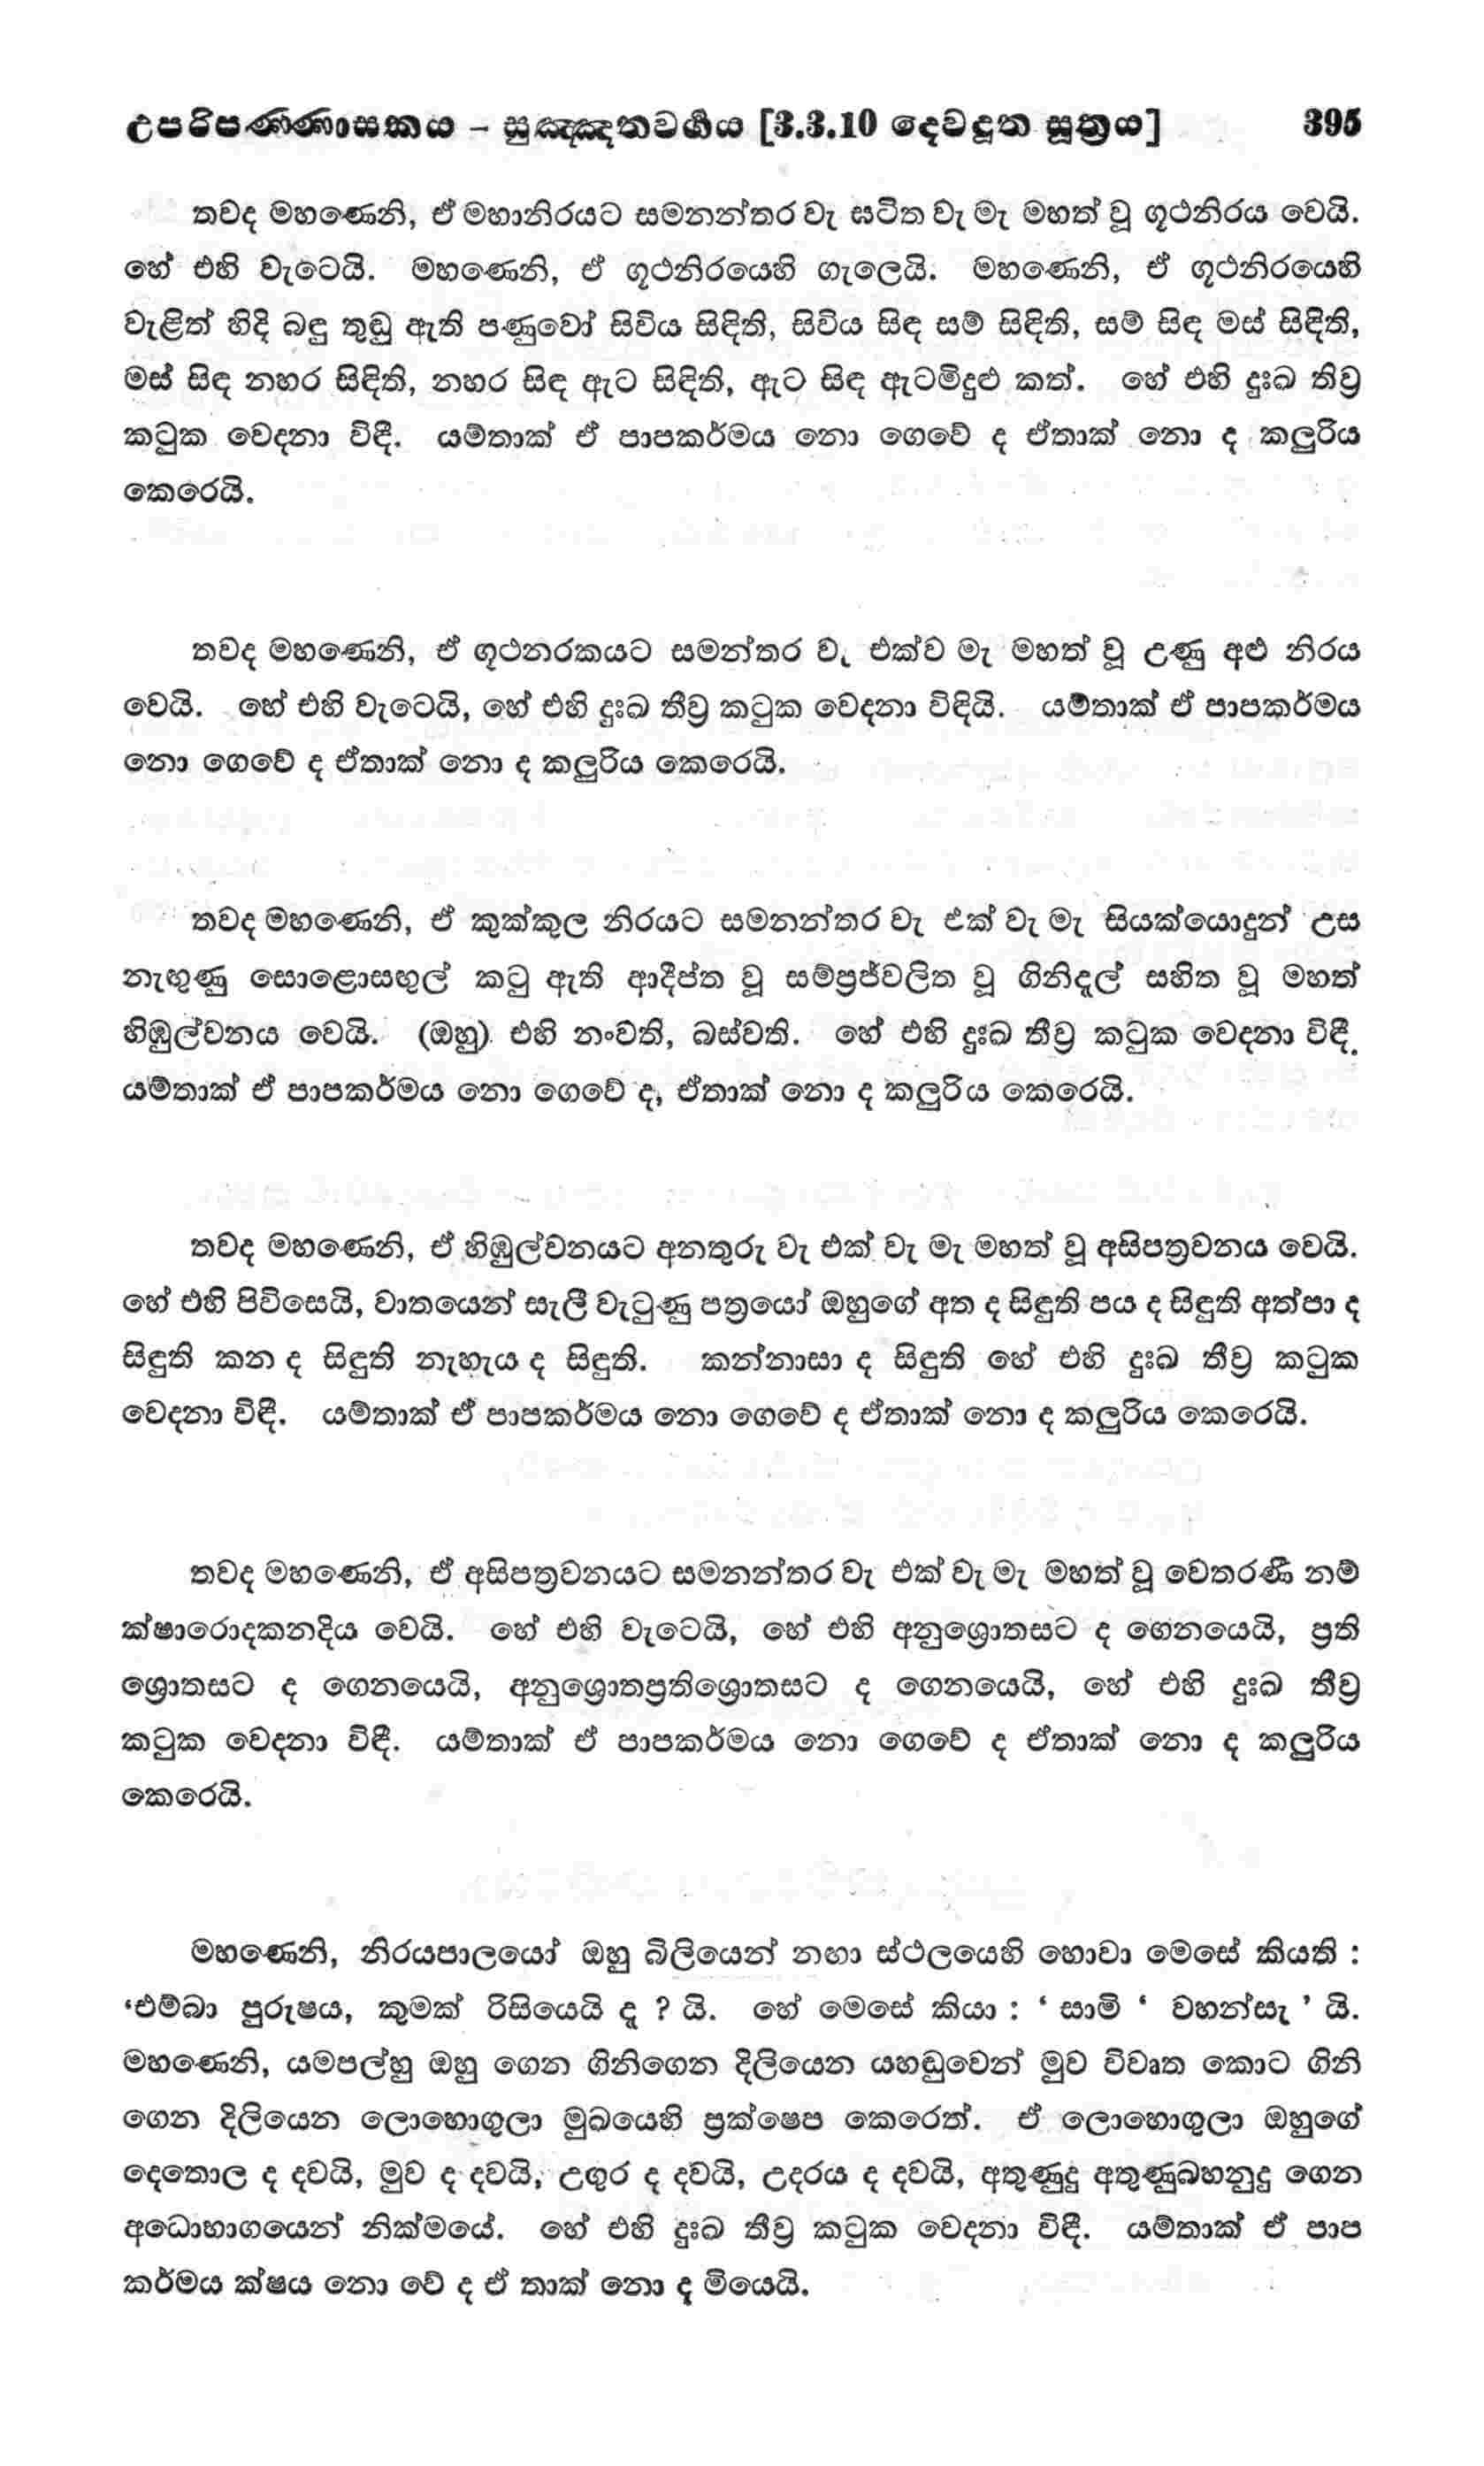 උපරිපණ්ණාසකය – සුඤ්ඤතවර්‍ගය [3.3.10 දෙවදූත සූත්‍රය] 395
තවද මහණෙනි, ඒ මහානිරයට සමනන්තර වැ ඝටිත වැ මැ මහත් වූ ගූථනිරය වෙයි.
හේ එහි වැටෙයි. මහණෙනි, ඒ ගූථනිරයෙහි ගැලෙයි. මහණෙනි, ඒ ගූථනිරයෙහි
වැළිත් හිදි බඳු තුඩු ඇති පණුවෝ සිවිය සිඳිති, සිවිය සිඳ සම් සිඳිති, සම් සිඳ මස් සිඳිති,
මස් සිඳ නහර සිඳිති, නහර සිඳ ඇට සිඳිති, ඇට සිඳ ඇටමිදුළු කත්. හේ එහි දුඃඛ තිව්‍ර
කටුක වෙදනා විඳී. යම්තාක් ඒ පාපකර්මය නො ගෙවේ ද ඒතාක් නො ද කලුරිය
කෙරෙයි.
තවද මහණෙනි, ඒ ගූථනරකයට සමන්තර වැ එක්ව මැ මහත් වූ උණු අළු නිරය
වෙයි. හේ එහි වැටෙයි, හේ එහි දුඃඛ තීව්‍ර කටුක වෙදනා විඳියි. යම්තාක් ඒ පාපකර්මය
නො ගෙවේ ද ඒතාක් නො ද කලුරිය කෙරෙයි.
තවද මහණෙනි, ඒ කුක්කුල නිරයට සමනන්තර වැ එක් වැ මැ සියක්යොදුන් උස
නැඟුණු සොළොසඟුල් කටු ඇති ආදීප්ත වූ සම්ප්‍රජ්වලිත වූ ගිනිදැල් සහිත වූ මහත්
හිඹුල්වනය වෙයි. (ඔහු) එහි නංවති, බස්වති. හේ එහි දුඃඛ තීව්‍ර කටුක වෙදනා විඳී.
යම්තාක් ඒ පාපකර්මය නො ගෙවේ ද, ඒතාක් නො ද කලුරිය කෙරෙයි.
තවද මහණෙනි, ඒ හිඹුල්වනයට අනතුරු වැ එක් වැ මැ මහත් වූ අසිපත්‍රවනය වෙයි.
හේ එහි පිවිසෙයි, වාතයෙන් සැලී වැටුණු පත්‍රයෝ ඔහුගේ අත ද සිඳුති පය ද සිඳුති අත්පා ද
සිඳුති කන ද සිඳුති නැහැය ද සිඳුති. කන්නාසා ද සිඳුති හේ එහි දුඃඛ තීව්‍ර කටුක
වෙදනා විඳී. යම්තාක් ඒ පාපකර්මය නො ගෙවේ ද ඒතාක් නො ද කලුරිය කෙරෙයි.
තවද මහණෙනි, ඒ අසිපත්‍රවනයට සමනන්තර වැ එක් වැ මැ මහත් වූ වෙතරණී නම්
ක්ෂාරොදකනදිය වෙයි. හේ එහි වැටෙයි, හේ එහි අනුශ්‍රොතසට ද ගෙනයෙයි, ප්‍රති
ශ්‍රොතසට ද ගෙනයෙයි, අනුශ්‍රොතප්‍රතිශ්‍රොතසට ද ගෙනයෙයි, හේ එහි දුඃඛ තීව්‍ර
කටුක වෙදනා විඳී. යම්තාක් ඒ පාපකර්මය නො ගෙවේ ද ඒතාක් නො ද කලුරිය
කෙරෙයි.
මහණෙනි, නිරයපාලයෝ ඔහු බිලියෙන් නඟා ස්ථලයෙහි හොවා මෙසේ කියති :
‘එම්බා පුරුෂය, කුමක් රිසියෙයි දැ ? යි. හේ මෙසේ කියා : ‘ සාමි ‘ වහන්සැ ’ යි.
මහණෙනි, යමපල්හු ඔහු ගෙන ගිනිගෙන දිලියෙන යහඬුවෙන් මුව විවෘත කොට ගිනි
ගෙන දිලියෙන ලොහොගුලා මුඛයෙහි ප්‍රක්ෂෙප කෙරෙත්. ඒ ලොහොගුලා ඔහුගේ
දෙතොල ද දවයි, මුව ද දවයි, උගුර ද දවයි, උදරය ද දවයි, අතුණුදු අතුණුබහනුදු ගෙන
අධොභාගයෙන් නික්මයේ. හේ එහි දුඃඛ තීව්‍ර කටුක වෙදනා විඳී. යම්තාක් ඒ පාප
කර්මය ක්ෂය නො වේ ද ඒ තාක් නො දැ මියෙයි.